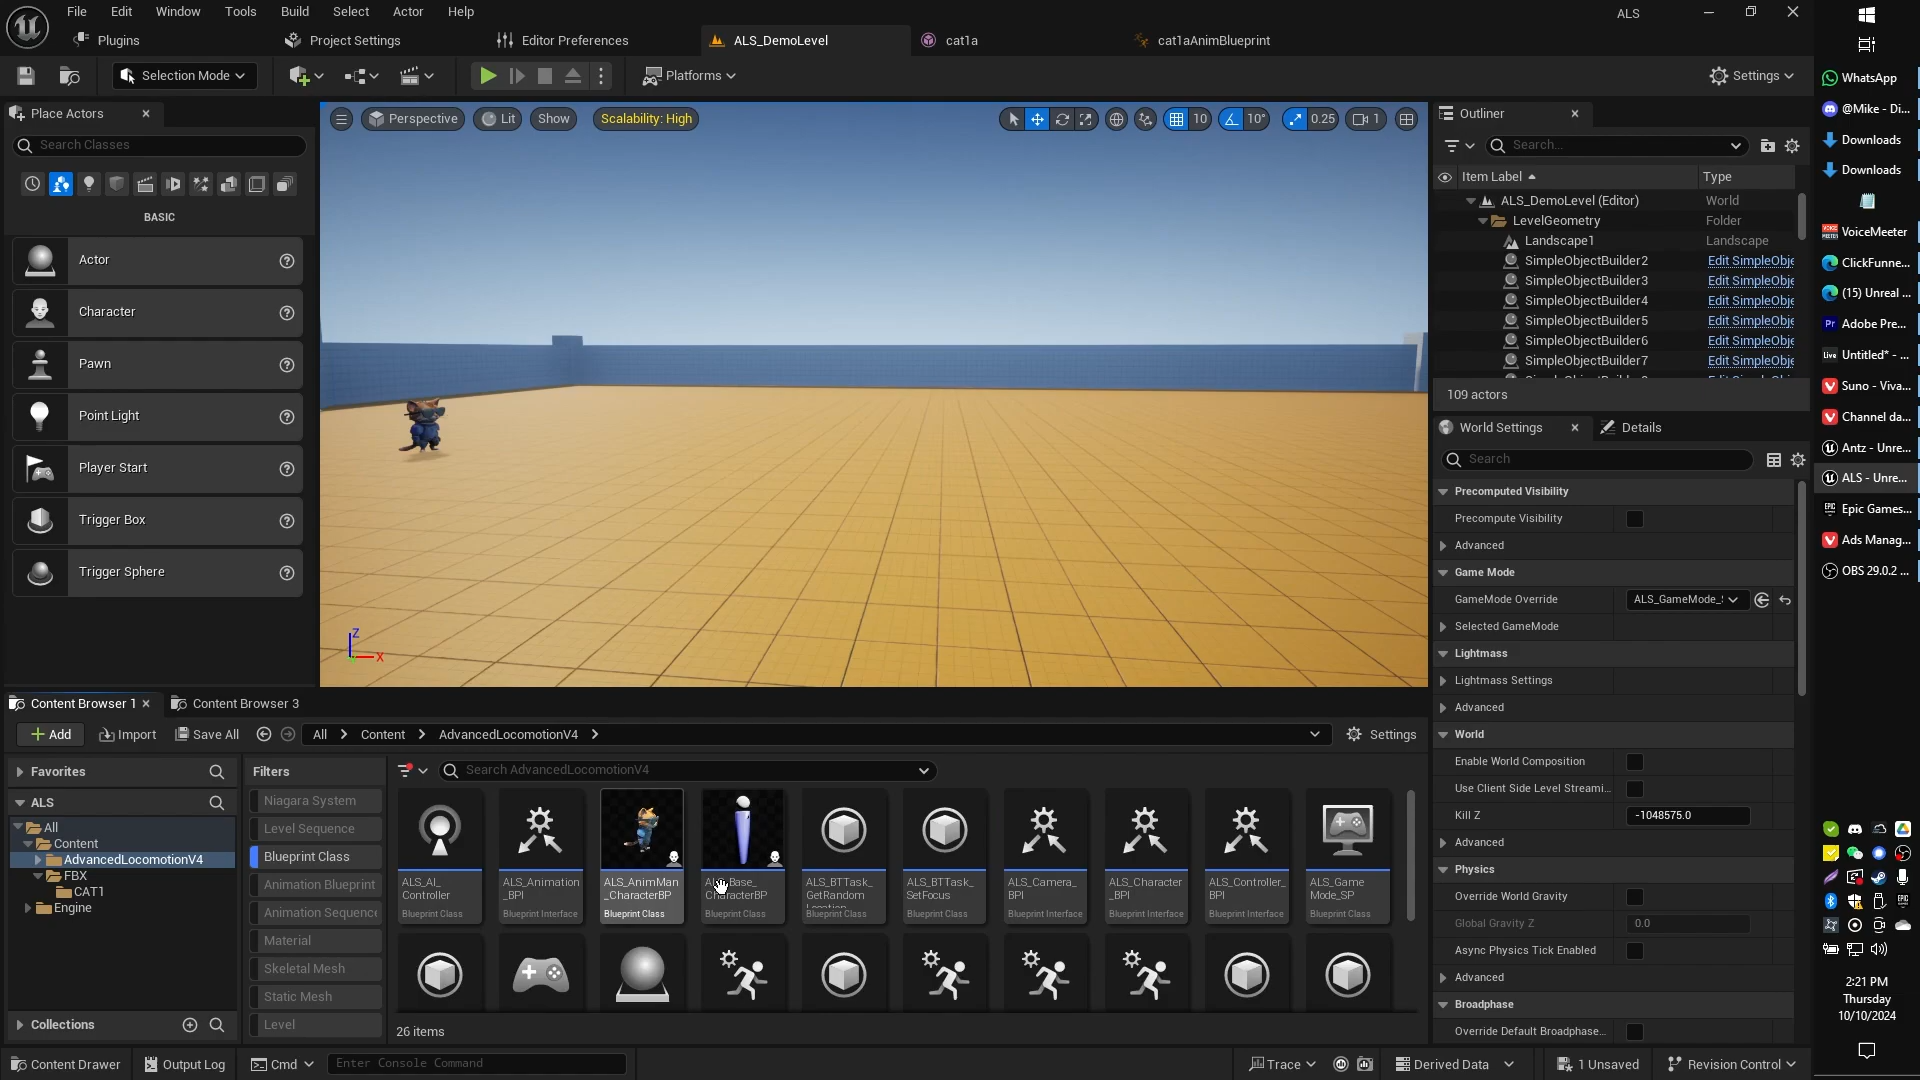 File Edit Window Tools Build Select Actor Help
ALS
Plugins
Project Settings
Editor Preferences
ALS_DemoLevel
cat1a
cat1aAnimBlueprint
Selection Mode
Platforms
Settings
Place Actors
Search Classes
BASIC
Actor
Character
Pawn
Point Light
Player Start
Trigger Box
Trigger Sphere
Perspective
Lit
Show
Scalability: High
10
10°
0.25
1
Z
X
Outliner
Search...
Item Label
Type
ALS_DemoLevel (Editor) World
LevelGeometry Folder
Landscape1 Landscape
SimpleObjectBuilder2 Edit SimpleObje
SimpleObjectBuilder3 Edit SimpleObje
SimpleObjectBuilder4 Edit SimpleObje
SimpleObjectBuilder5 Edit SimpleObje
SimpleObjectBuilder6 Edit SimpleObje
SimpleObjectBuilder7 Edit SimpleObje
109 actors
World Settings
Details
Search
Precomputed Visibility
Precompute Visibility
Advanced
Game Mode
GameMode Override ALS_GameMode_
Selected GameMode
Lightmass
Lightmass Settings
Advanced
World
Enable World Composition
Use Client Side Level Streami...
Kill Z -1048575.0
Advanced
Physics
Override World Gravity
Global Gravity Z 0.0
Async Physics Tick Enabled
Advanced
Broadphase
Override Default Broadphase...
Content Browser 1
Content Browser 3
Add
Import
Save All
All
Content
AdvancedLocomotionV4
Settings
Favorites
ALS
All
Content
AdvancedLocomotionV4
FBX
CAT1
Engine
Collections
Filters
Niagara System
Level Sequence
Blueprint Class
Animation Blueprint
Animation Sequence
Material
Skeletal Mesh
Static Mesh
Level
Search AdvancedLocomotionV4
ALS_AI_
Controller
Blueprint Class
ALS_Animation
_BPI
Blueprint Interface
ALS_AnimMan
_CharacterBP
Blueprint Class
Base_
CharacterBP
Blueprint Class
ALS_BTTask_
GetRandom
Blueprint Class
ALS_BTTask_
SetFocus
Blueprint Class
ALS_Camera_
BPI
Blueprint Interface
ALS_Character
_BPI
Blueprint Interface
ALS_Controller_
BPI
Blueprint Interface
ALS_Game
Mode_SP
Blueprint Class
26 items
Content Drawer
Output Log
Cmd
Enter Console Command
Trace
Derived Data
1 Unsaved
Revision Control
WhatsApp
@Mike - Di...
Downloads
Downloads
VoiceMeeter
ClickFunne...
(15) Unreal ...
Pr Adobe Pre...
Live Untitled* - ...
Suno - Viva...
Channel da...
Antz - Unre...
ALS - Unre...
Epic Games...
Ads Manag...
OBS 29.0.2 ...
2:21 PM
Thursday
10/10/2024